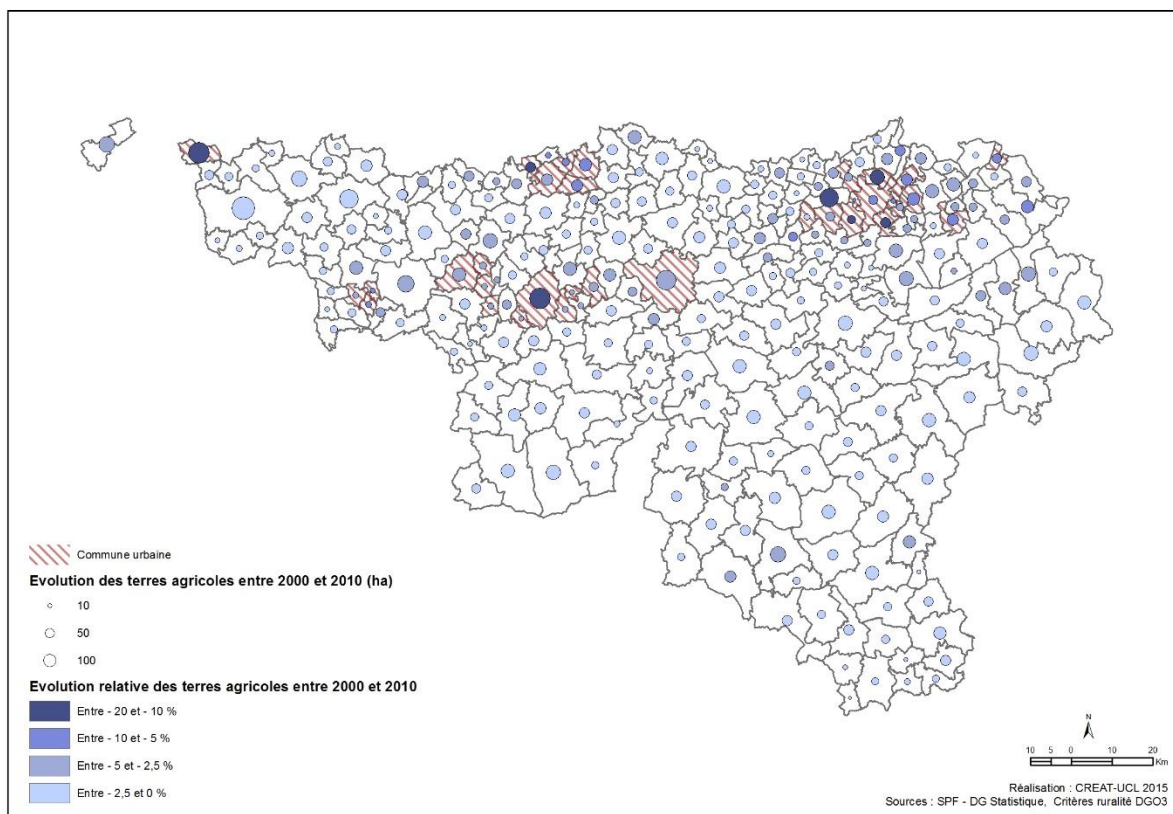 Commune urbaine
Evolution des terres agricoles entre 2000 et 2010 (ha)
10
50
100
Evolution relative des terres agricoles entre 2000 et 2010
Entre - 20 et - 10 %
Entre - 10 et - 5 %
Entre - 5 et - 2,5 %
Entre - 2,5 et 0 %
N
10 5 0 10 20
Km
Réalisation : CREAT-UCL 2015
Sources : SPF - DG Statistique, Critères ruralité DGO3